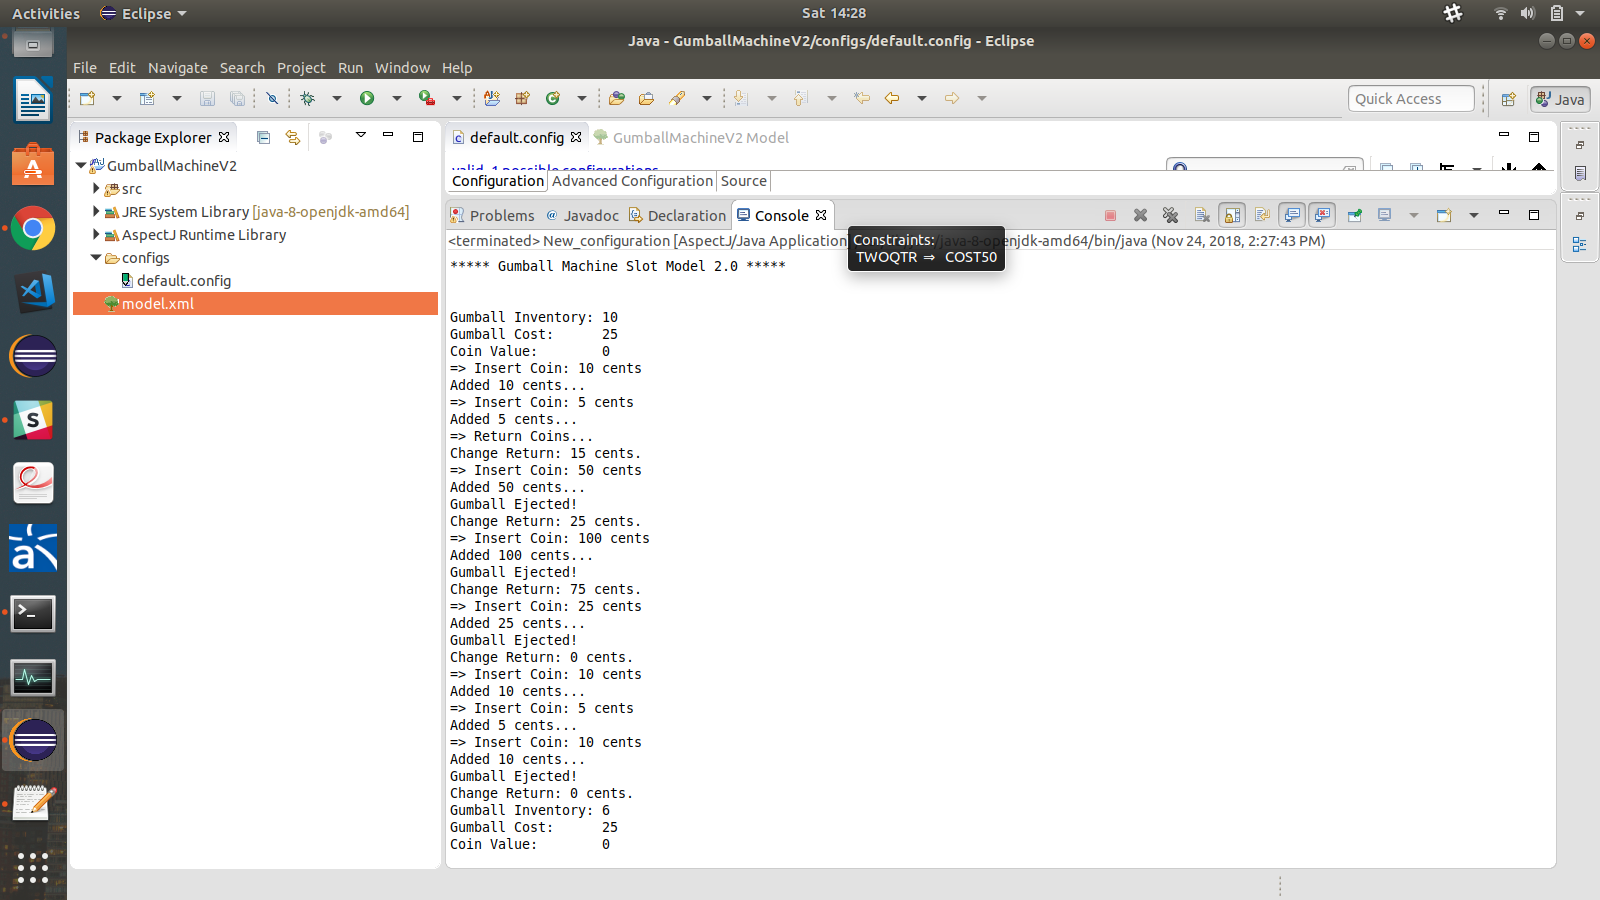 Activities Eclipse Sat 14:28
Java - GumballMachineV2/configs/default.config - Eclipse
File Edit Navigate Search Project Run Window Help
Quick Access Java
Package Explorer
GumballMachineV2
src
JRE System Library [java-8-openjdk-amd64]
AspectJ Runtime Library
configs
default.config
model.xml
default.config GumballMachineV2 Model
valid, 1 possible configurations
Configuration Advanced Configuration Source
Problems @ Javadoc Declaration Console
<terminated> New_configuration [AspectJ/Java Application] /java-8-openjdk-amd64/bin/java (Nov 24, 2018, 2:27:43 PM)
Constraints:
TWOQTR ⇒ COST50
***** Gumball Machine Slot Model 2.0 *****
Gumball Inventory: 10
Gumball Cost: 25
Coin Value: 0
=> Insert Coin: 10 cents
Added 10 cents...
=> Insert Coin: 5 cents
Added 5 cents...
=> Return Coins...
Change Return: 15 cents.
=> Insert Coin: 50 cents
Added 50 cents...
Gumball Ejected!
Change Return: 25 cents.
=> Insert Coin: 100 cents
Added 100 cents...
Gumball Ejected!
Change Return: 75 cents.
=> Insert Coin: 25 cents
Added 25 cents...
Gumball Ejected!
Change Return: 0 cents.
=> Insert Coin: 10 cents
Added 10 cents...
=> Insert Coin: 5 cents
Added 5 cents...
=> Insert Coin: 10 cents
Added 10 cents...
Gumball Ejected!
Change Return: 0 cents.
Gumball Inventory: 6
Gumball Cost: 25
Coin Value: 0